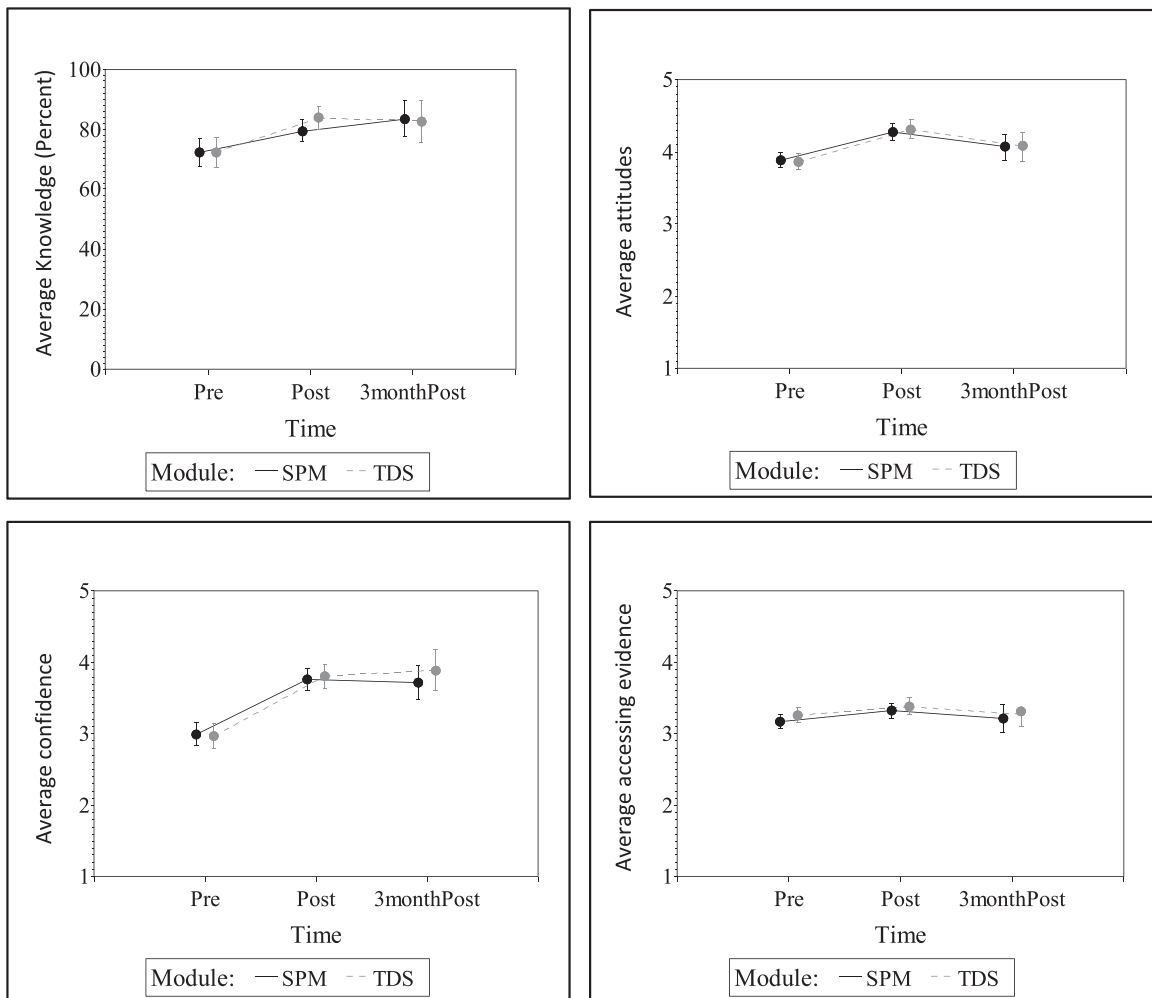 Average Knowledge (Percent)
100
80
60
40
20
0
Pre Post 3monthPost
Time
Module: SPM TDS
Average attitudes
5
4
3
2
1
Pre Post 3monthPost
Time
Module: SPM TDS
Average confidence
5
4
3
2
1
Pre Post 3monthPost
Time
Module: SPM TDS
Average accessing evidence
5
4
3
2
1
Pre Post 3monthPost
Time
Module: SPM TDS